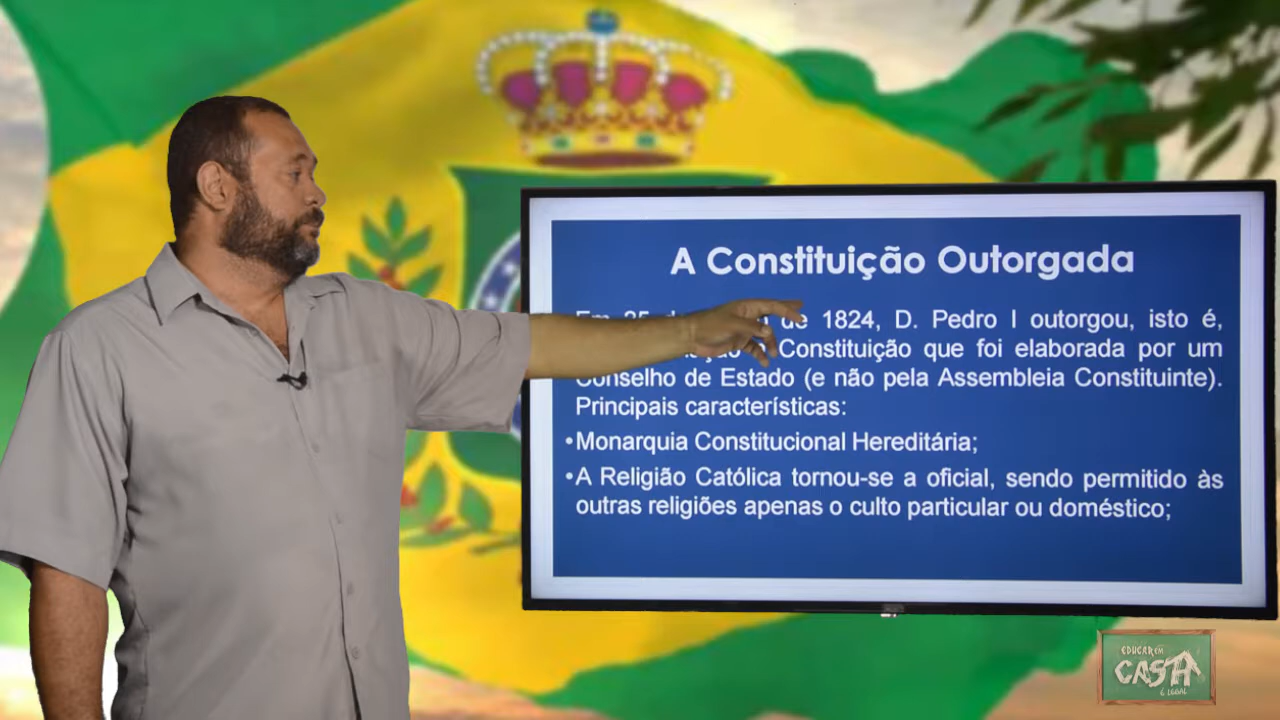 A Constituição Outorgada
de 1824, D. Pedro I outorgou, isto é,
Constituição que foi elaborada por um
Conselho de Estado (e não pela Assembleia Constituinte).
Principais características:
•Monarquia Constitucional Hereditária;
•A Religião Católica tornou-se a oficial, sendo permitido às
outras religiões apenas o culto particular ou doméstico;
EDUCAR EM
CASA
É LEGAL